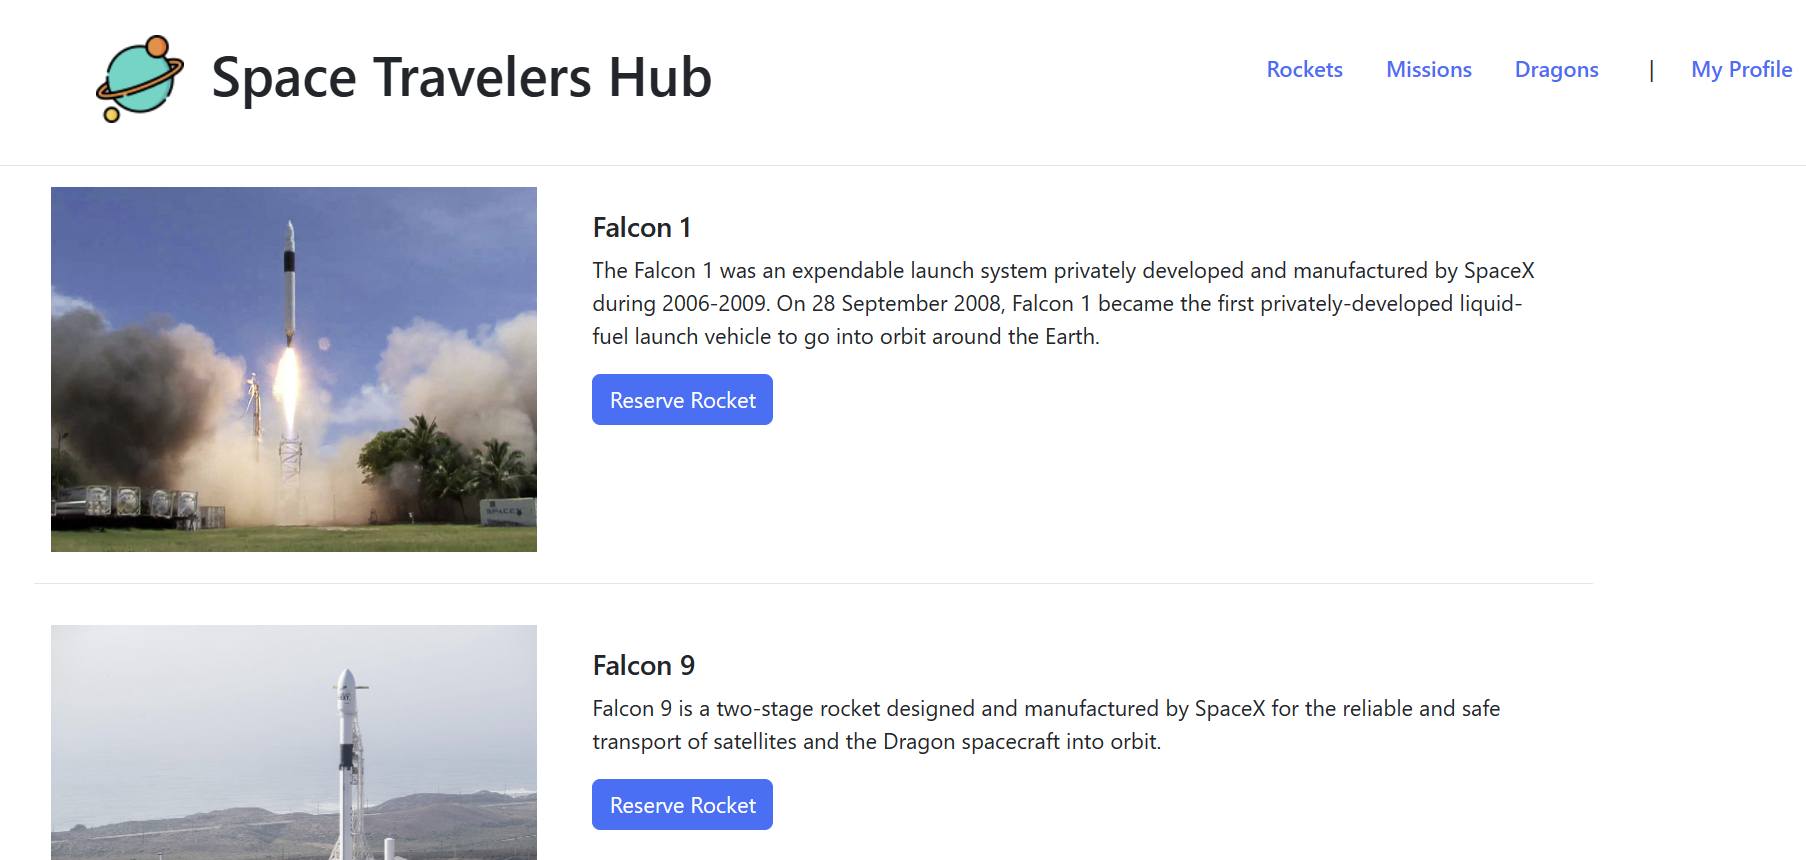 Space Travelers Hub
Rockets Missions Dragons | My Profile
Falcon 1
The Falcon 1 was an expendable launch system privately developed and manufactured by SpaceX
during 2006-2009. On 28 September 2008, Falcon 1 became the first privately-developed liquid-
fuel launch vehicle to go into orbit around the Earth.
Reserve Rocket
SPACEX
Falcon 9
Falcon 9 is a two-stage rocket designed and manufactured by SpaceX for the reliable and safe
transport of satellites and the Dragon spacecraft into orbit.
Reserve Rocket